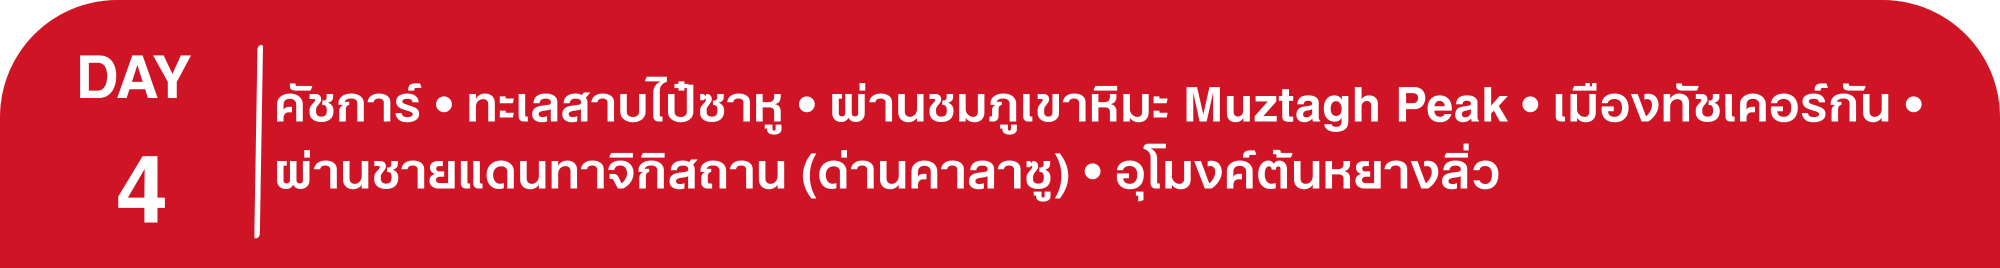 DAY
4
คัชการ์ • ทะเลสาบไป๋ซาหู • ผ่านชมภูเขาหิมะ Muztagh Peak • เมืองทัชเคอร์กัน •
ผ่านชายแดนทาจิกิสถาน (ด่านคาลาซู) • อุโมงค์ต้นหยางลิ่ว